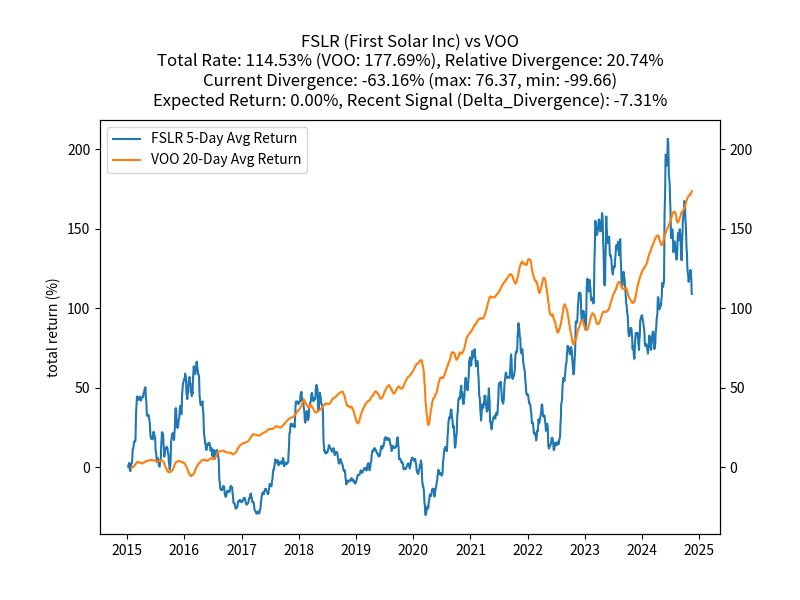 FSLR (First Solar Inc) vs VOO
Total Rate: 114.53% (VOO: 177.69%), Relative Divergence: 20.74%
Current Divergence: -63.16% (max: 76.37, min: -99.66)
Expected Return: 0.00%, Recent Signal (Delta_Divergence): -7.31%
FSLR 5-Day Avg Return
VOO 20-Day Avg Return
total return (%)
200
150
100
50
0
200
150
100
50
0
2015 2016 2017 2018 2019 2020 2021 2022 2023 2024 2025